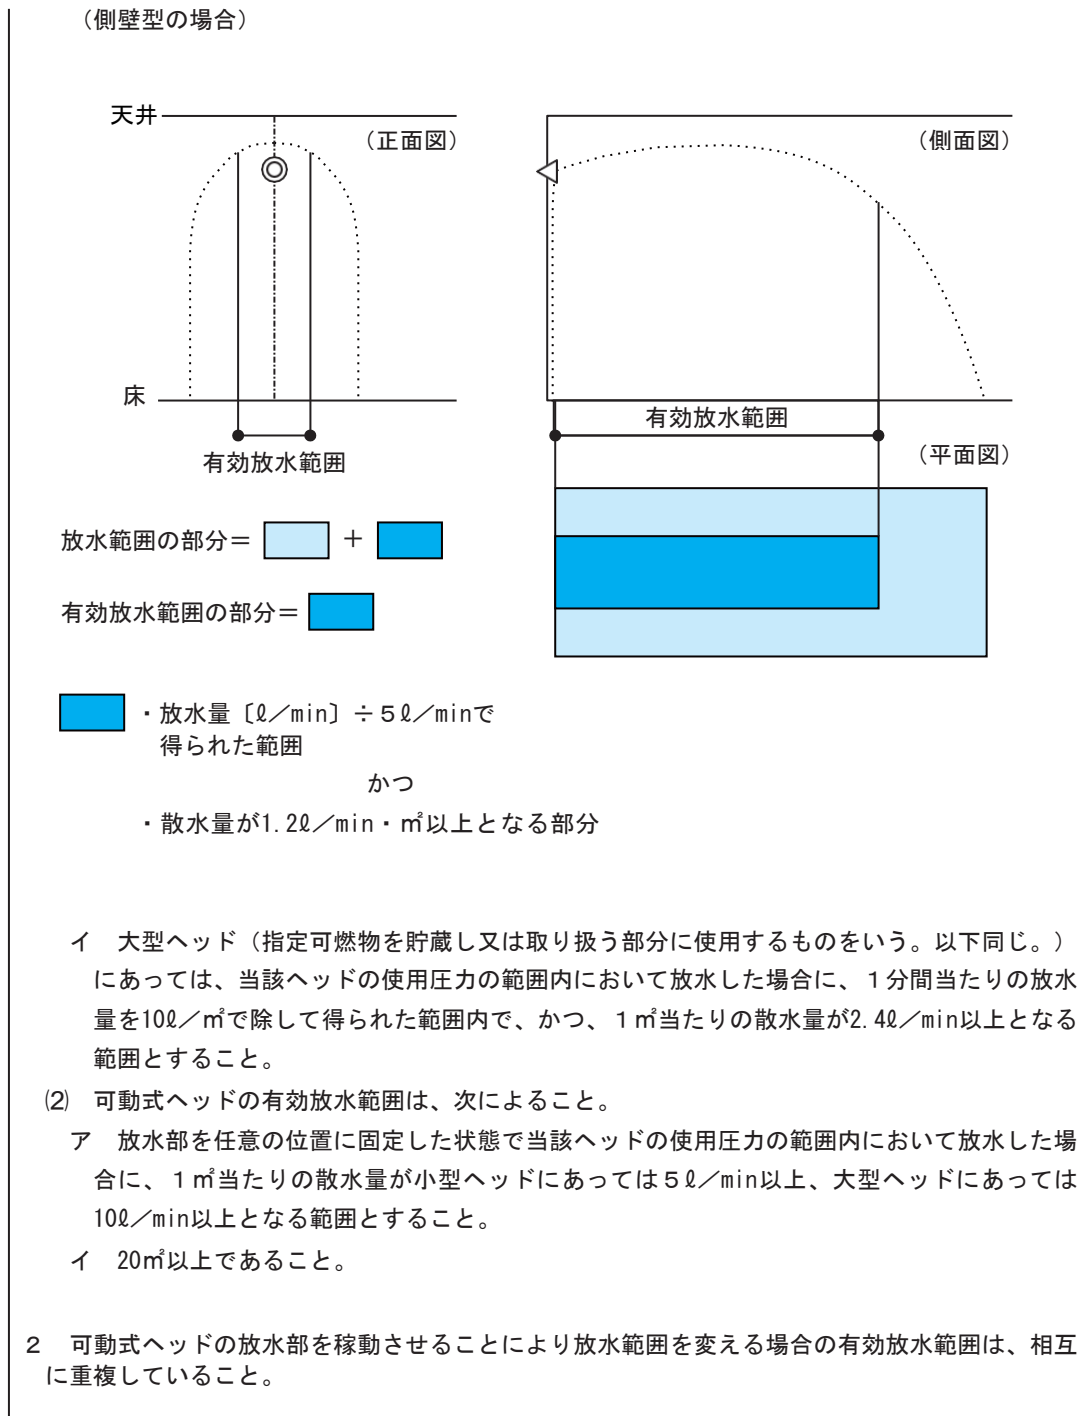 （側壁型の場合）
天井
（正面図）
（側面図）
床
有効放水範囲
有効放水範囲
（平面図）
放水範囲の部分＝
＋
有効放水範囲の部分＝
・放水量〔ℓ／min〕÷５ℓ／minで
得られた範囲
かつ
・散水量が1.2ℓ／min・㎡以上となる部分
イ　大型ヘッド（指定可燃物を貯蔵し又は取り扱う部分に使用するものをいう。以下同じ。）
にあっては、当該ヘッドの使用圧力の範囲内において放水した場合に、１分間当たりの放水
量を10ℓ／㎡で除して得られた範囲内で、かつ、１㎡当たりの散水量が2.4ℓ／min以上となる
範囲とすること。
⑵　可動式ヘッドの有効放水範囲は、次によること。
ア　放水部を任意の位置に固定した状態で当該ヘッドの使用圧力の範囲内において放水した場
合に、１㎡当たりの散水量が小型ヘッドにあっては５ℓ／min以上、大型ヘッドにあっては
10ℓ／min以上となる範囲とすること。
イ　20㎡以上であること。
２　可動式ヘッドの放水部を稼動させることにより放水範囲を変える場合の有効放水範囲は、相互
に重複していること。